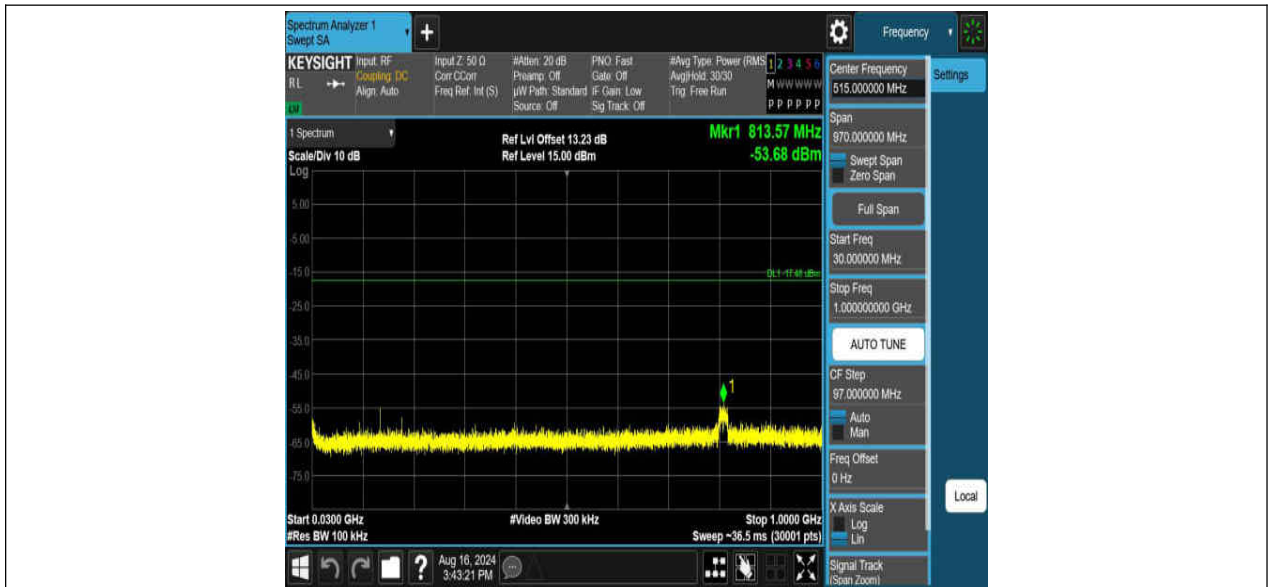 Spectrum Analyzer 1
Swept SA
+
Frequency
KEYSIGHT
RL
LXI
Input: RF
Coupling: DC
Align: Auto
Input Z: 50 Ω
Corr CCorr
Freq Ref: Int (S)
#Atten: 20 dB
Preamp: Off
µW Path: Standard
Source: Off
PNO: Fast
Gate: Off
IF Gain: Low
Sig Track: Off
#Avg Type: Power (RMS
Avg|Hold: 30/30
Trig: Free Run
1 2 3 4 5 6
M W W W W W
P P P P P P
1 Spectrum
Scale/Div 10 dB
Log
Ref Lvl Offset 13.23 dB
Ref Level 15.00 dBm
Mkr1 813.57 MHz
-53.68 dBm
5.00
-5.00
-15.0
DL1 -17.41 dBm
-25.0
-35.0
-45.0
1
-55.0
-65.0
-75.0
Start 0.0300 GHz
#Res BW 100 kHz
#Video BW 300 kHz
Stop 1.0000 GHz
Sweep ~36.5 ms (30001 pts)
?
Aug 16, 2024
3:43:21 PM
Center Frequency
515.000000 MHz
Settings
Span
970.000000 MHz
Swept Span
Zero Span
Full Span
Start Freq
30.000000 MHz
Stop Freq
1.000000000 GHz
AUTO TUNE
CF Step
97.000000 MHz
Auto
Man
Freq Offset
0 Hz
Local
X Axis Scale
Log
Lin
Signal Track
(Span Zoom)